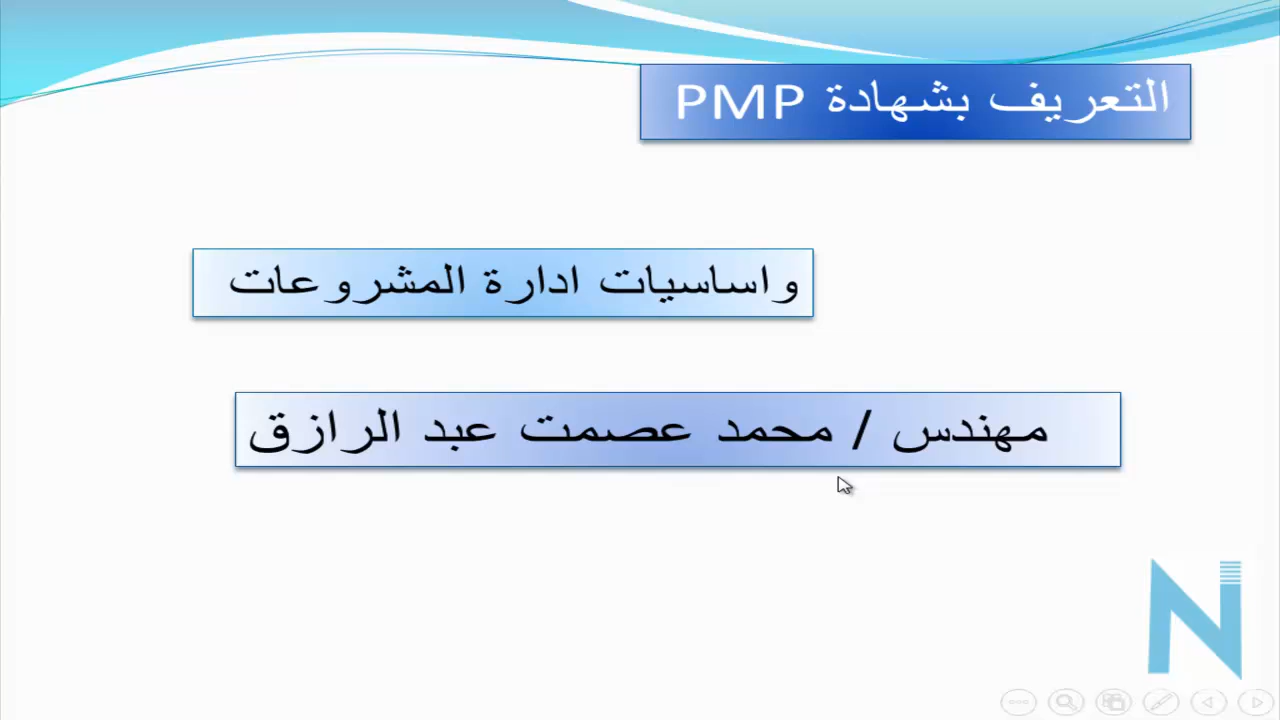 التعريف بشهادة PMP
واساسيات ادارة المشروعات
مهندس / محمد عصمت عبد الرازق
N